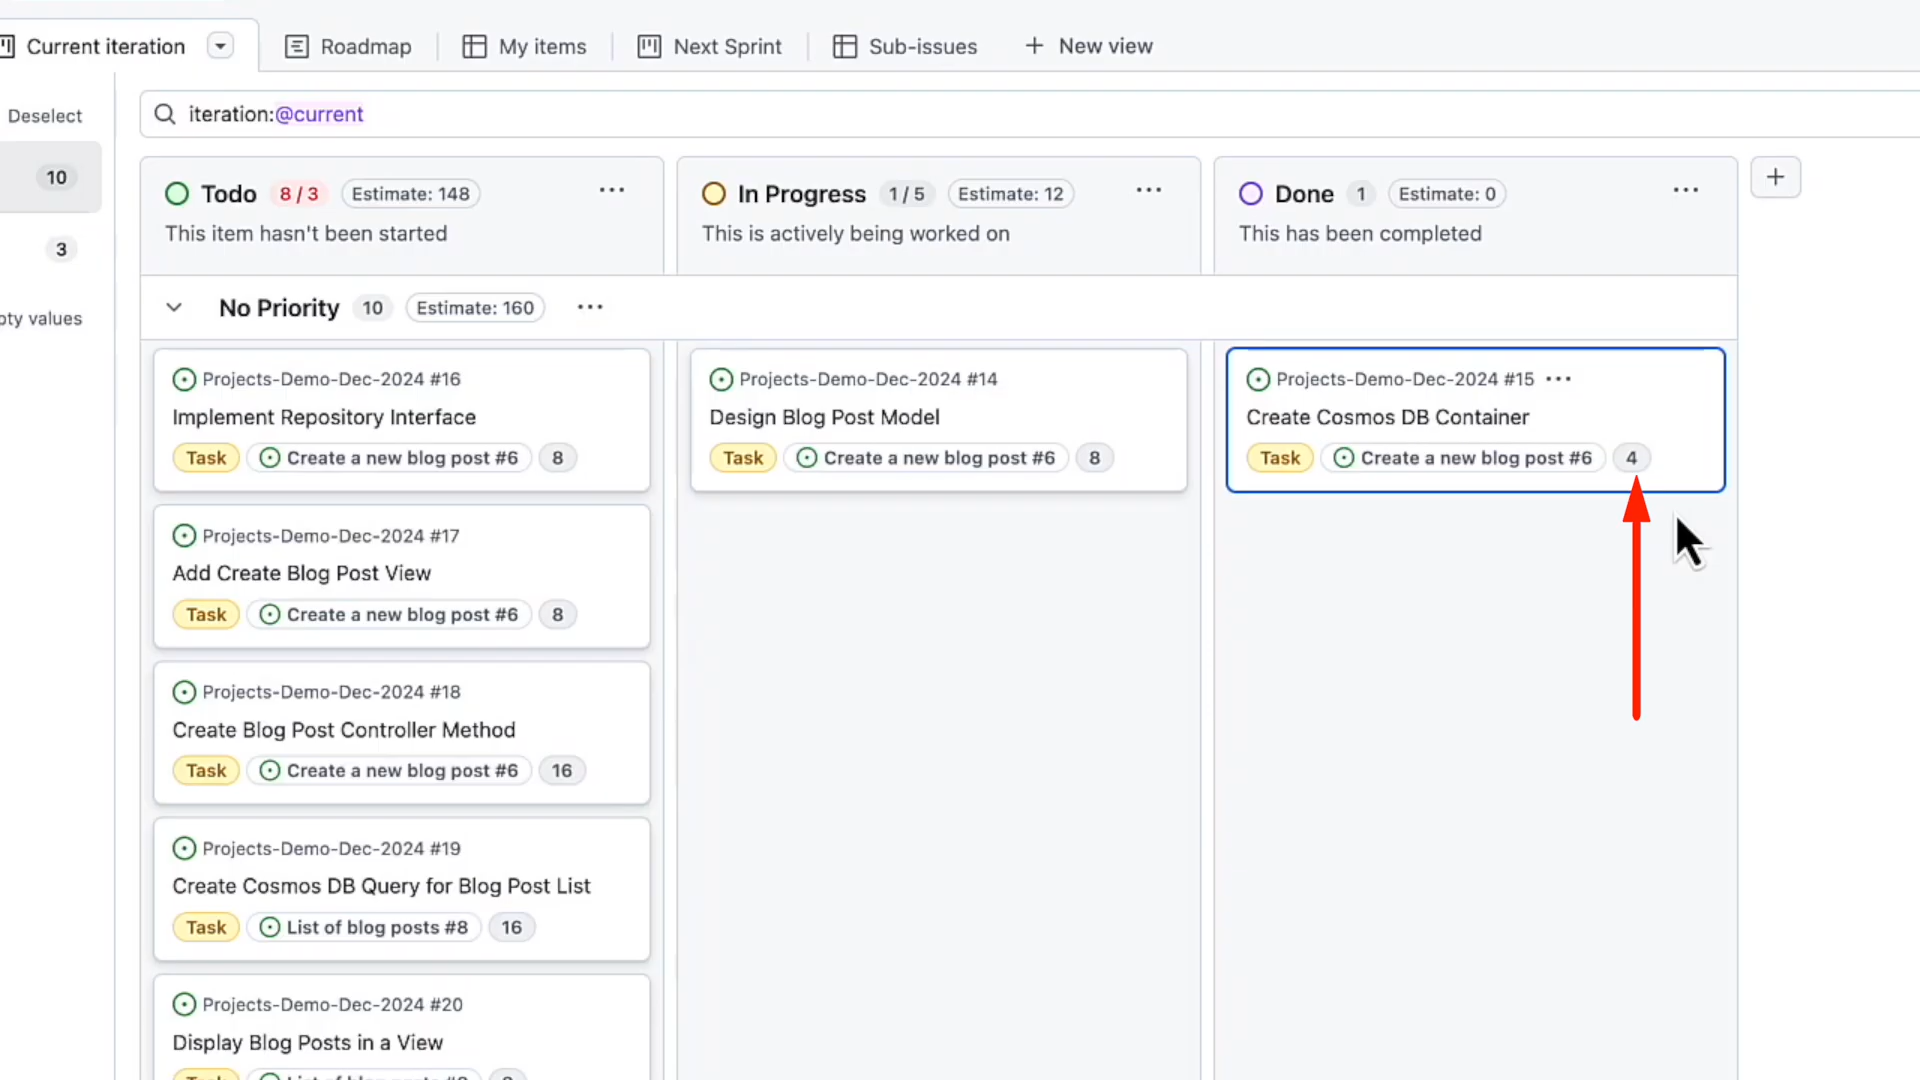 Current iteration
Roadmap
My items
Next Sprint
Sub-issues
New view
Deselect
10
3
values
iteration:@current
Todo 8 / 3 Estimate: 148
This item hasn't been started
In Progress 1 / 5 Estimate: 12
This is actively being worked on
Done 1 Estimate: 0
This has been completed
No Priority 10 Estimate: 160
Projects-Demo-Dec-2024 #16
Implement Repository Interface
Task Create a new blog post #6 8
Projects-Demo-Dec-2024 #17
Add Create Blog Post View
Task Create a new blog post #6 8
Projects-Demo-Dec-2024 #18
Create Blog Post Controller Method
Task Create a new blog post #6 16
Projects-Demo-Dec-2024 #19
Create Cosmos DB Query for Blog Post List
Task List of blog posts #8 16
Projects-Demo-Dec-2024 #20
Display Blog Posts in a View
Projects-Demo-Dec-2024 #14
Design Blog Post Model
Task Create a new blog post #6 8
Projects-Demo-Dec-2024 #15
Create Cosmos DB Container
Task Create a new blog post #6 4